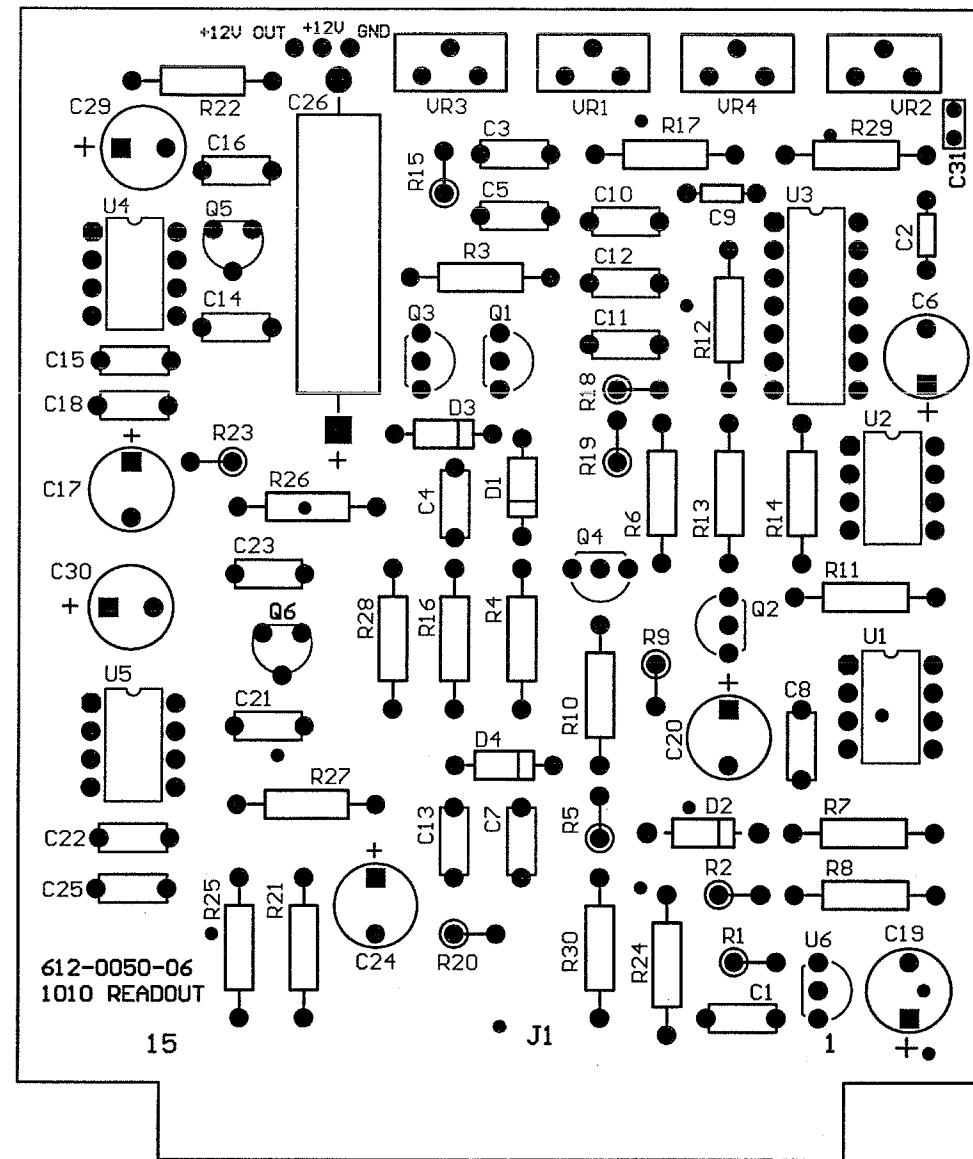 +12V OUT +12V GND
R22
C29
C26
VR3
VR1
VR4
VR2
C16
C3
R17
R29
C31
R15
U4
Q5
C5
C10
C9
U3
C2
R3
C12
C14
Q3
Q1
C11
R12
C6
C15
C18
R18
D3
U2
R23
R19
C17
R26
C4
D1
R6
R13
R14
C23
Q4
C30
R11
Q6
R28
R16
R4
Q2
R9
U1
U5
C21
R10
C20
C8
D4
R27
C22
C13
C7
R5
D2
R7
C25
R2
R8
R25
R21
C24
R20
R30
R24
R1
U6
C19
612-0050-06
1010 READOUT
C1
15
J1
1
+
+
+
+
+
+
+
+